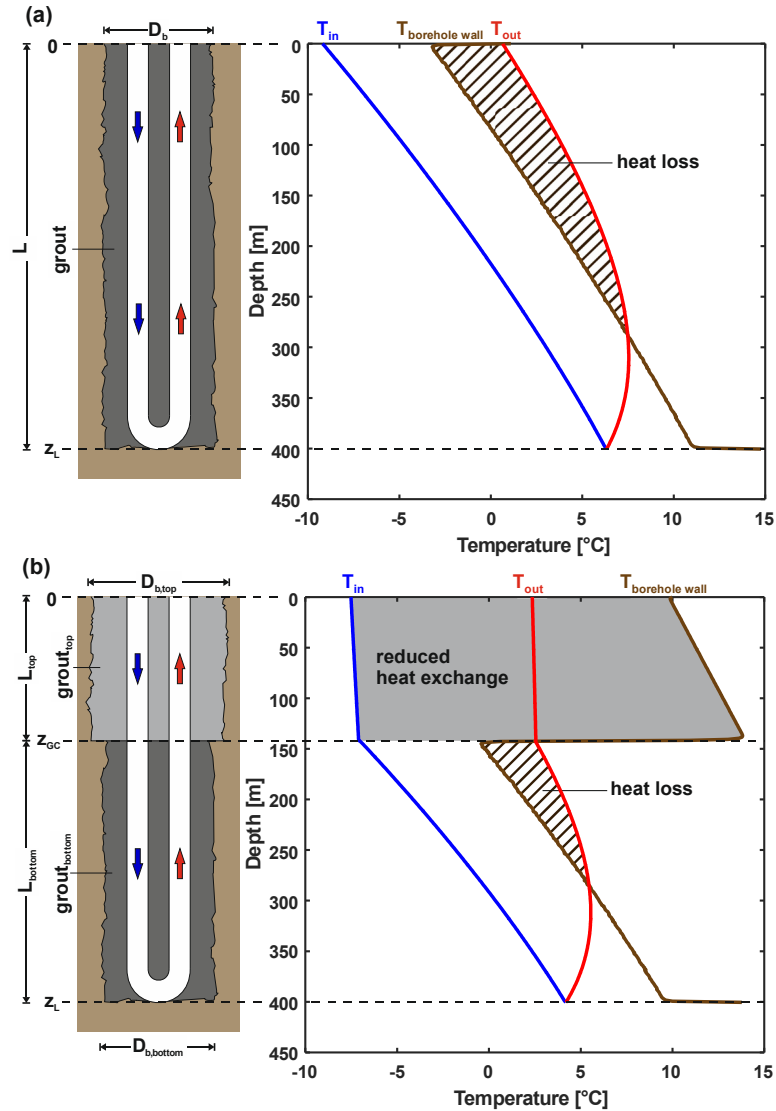 (a)
D_b
T_in
T_borehole wall
T_out
0
L
grout
z_L
Depth [m]
0
50
100
150
200
250
300
350
400
450
heat loss
-10
-5
0
5
10
15
Temperature [°C]
(b)
D_b,top
T_in
T_out
T_borehole wall
0
L_top
grout_top
z_GC
L_bottom
grout_bottom
z_L
D_b,bottom
Depth [m]
0
50
100
150
200
250
300
350
400
450
reduced
heat exchange
heat loss
-10
-5
0
5
10
15
Temperature [°C]